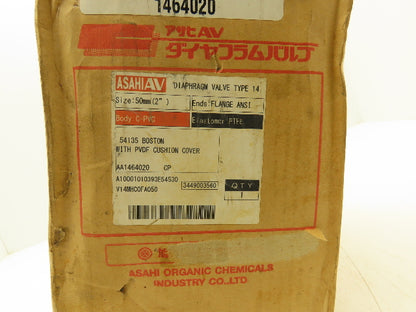 1464020
アサヒAV
ダイヤフラムバルブ
ASAHI AV DIAPHRAGM VALVE TYPE 14
Size:50mm(2") Ends:FLANGE ANSI
Body:C-PVC Elastomer:PTFE
54135 BOSTON
WITH PVDF CUSHION COVER
AA1464020 CP
3449003560 QTY
V14MHCOFA050 1
ASAHI ORGANIC CHEMICALS
INDUSTRY CO.,LTD.